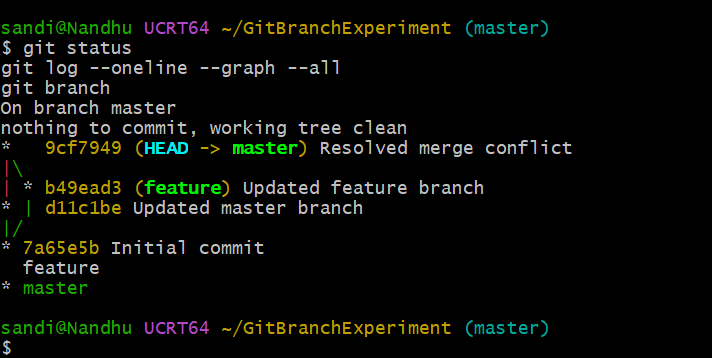 sandi@Nandhu UCRT64 ~/GitBranchExperiment (master)
$ git status
git log --oneline --graph --all
git branch
On branch master
nothing to commit, working tree clean
*   9cf7949 (HEAD -> master) Resolved merge conflict
|\
| * b49ead3 (feature) Updated feature branch
* | d11c1be Updated master branch
|/
* 7a65e5b Initial commit
  feature
* master
sandi@Nandhu UCRT64 ~/GitBranchExperiment (master)
$